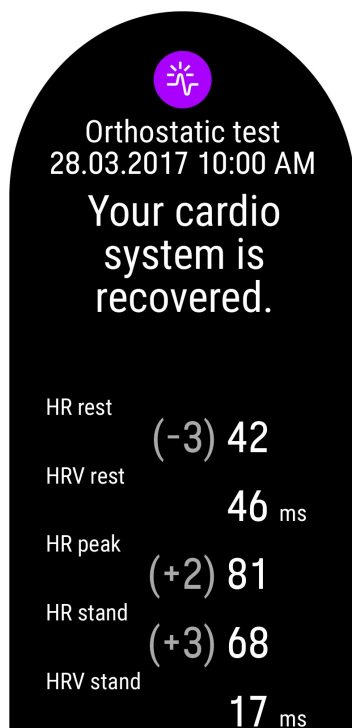 Orthostatic test
28.03.2017 10:00 AM
Your cardio
system is
recovered.
HR rest
(-3) 42
HRV rest
46 ms
HR peak
(+2) 81
HR stand
(+3) 68
HRV stand
17 ms